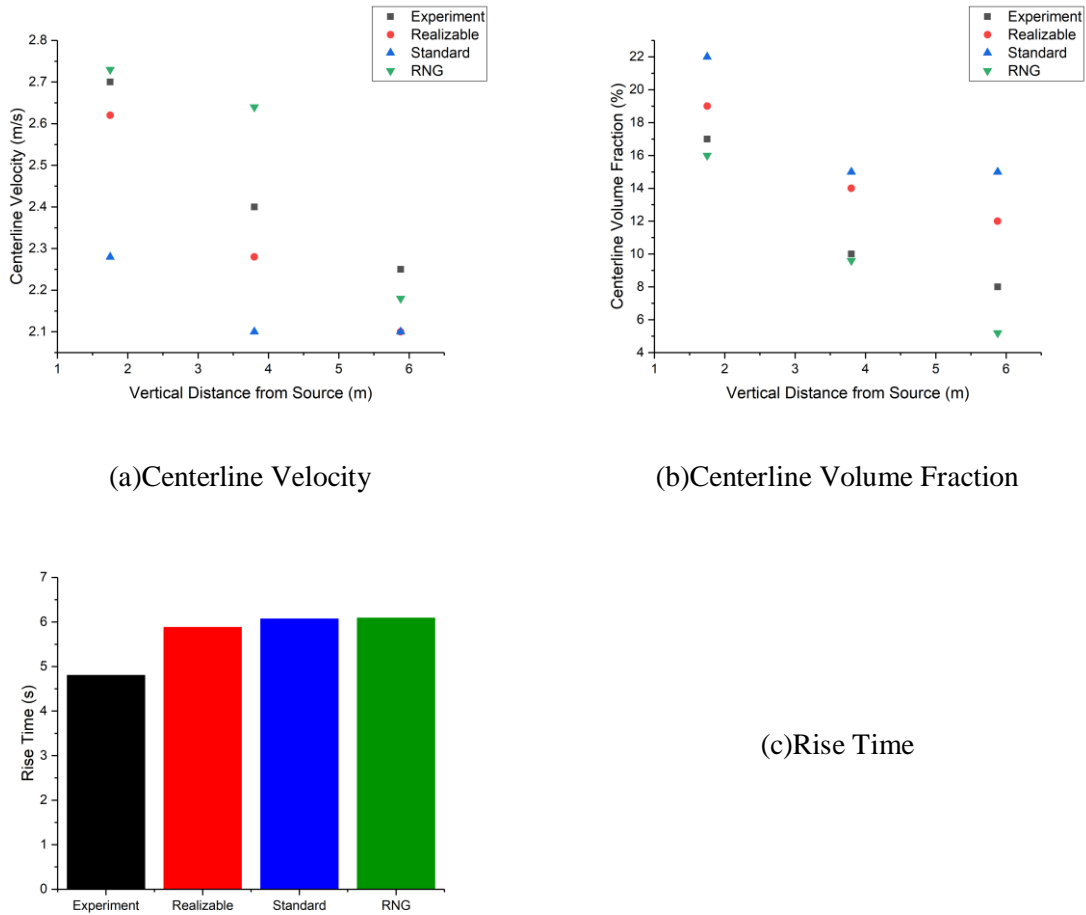 Experiment
Realizable
Standard
RNG
2.8
2.7
2.6
2.5
2.4
2.3
2.2
2.1
Centerline Velocity (m/s)
1 2 3 4 5 6
Vertical Distance from Source (m)
Experiment
Realizable
Standard
RNG
22
20
18
16
14
12
10
8
6
4
Centerline Volume Fraction (%)
1 2 3 4 5 6
Vertical Distance from Source (m)
(a)Centerline Velocity
(b)Centerline Volume Fraction
7
6
5
4
3
2
1
0
Rise Time (s)
Experiment Realizable Standard RNG
(c)Rise Time